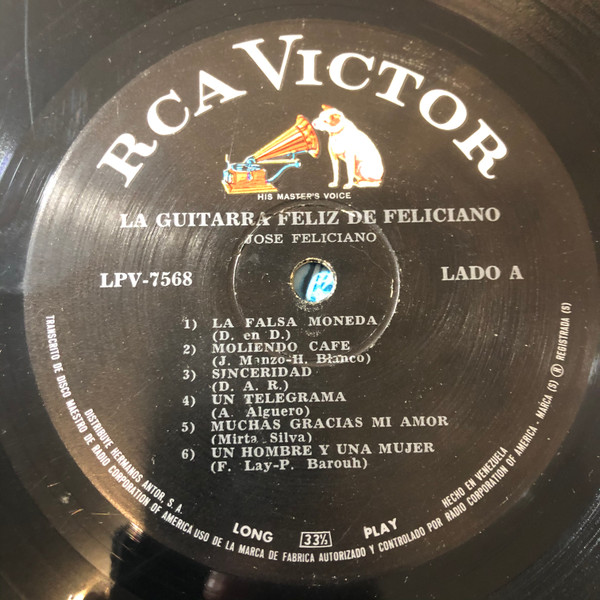 RCA VICTOR
HIS MASTER'S VOICE
LA GUITARRA FELIZ DE FELICIANO
JOSE FELICIANO
LPV-7568
LADO A
1) LA FALSA MONEDA
(D. en D.)
2) MOLIENDO CAFE
(J. Manzo-H. Blanco)
3) SINCERIDAD
(D. A. R.)
4) UN TELEGRAMA
(A. Alguero)
5) MUCHAS GRACIAS MI AMOR
(Mirta Silva)
6) UN HOMBRE Y UNA MUJER
(F. Lay-P. Barouh)
LONG 33⅓ PLAY
TRANSCRITO DE DISCO MAESTRO DE RADIO CORPORATION OF AMERICA USO DE LA MARCA DE FABRICA AUTORIZADO Y CONTROLADO POR RADIO CORPORATION OF AMERICA - MARCA (S) ® REGISTRADA (S)
DISTRIBUYE HERMANOS ANTOR, S. A.
HECHO EN VENEZUELA